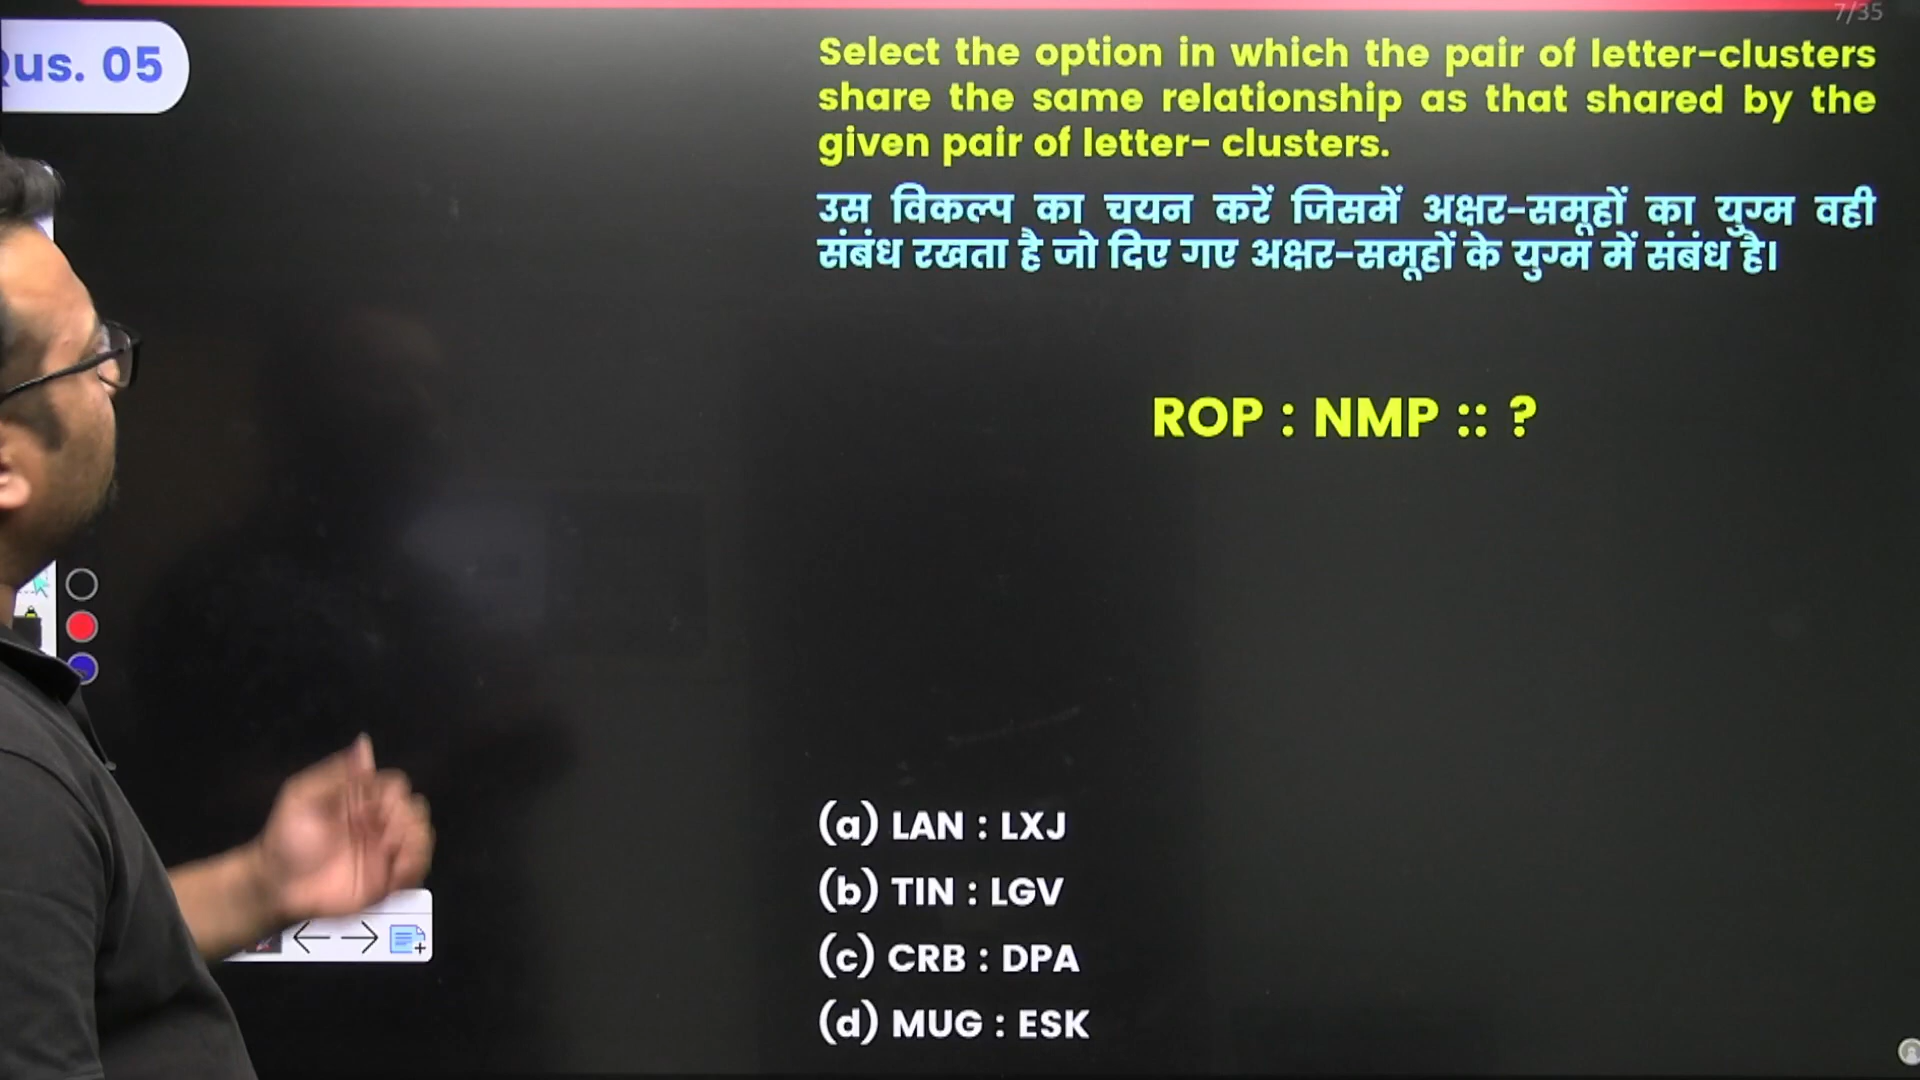 7/35
Qus. 05
Select the option in which the pair of letter-clusters
share the same relationship as that shared by the
given pair of letter- clusters.
उस विकल्प का चयन करें जिसमें अक्षर-समूहों का युग्म वही
संबंध रखता है जो दिए गए अक्षर-समूहों के युग्म में संबंध है।
ROP : NMP :: ?
(a) LAN : LXJ
(b) TIN : LGV
(c) CRB : DPA
(d) MUG : ESK